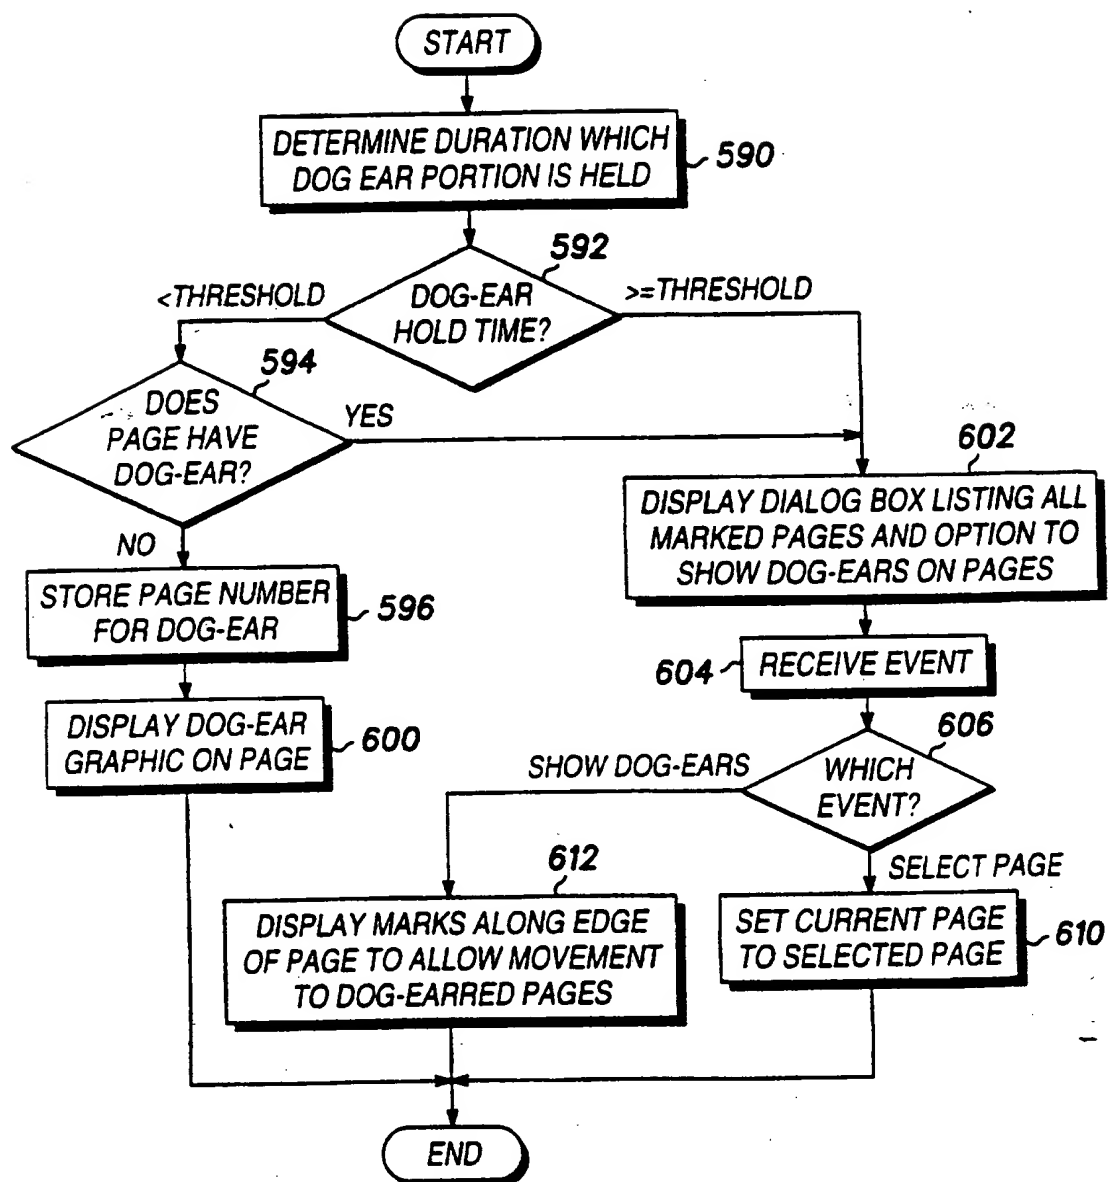 START
DETERMINE DURATION WHICH
DOG EAR PORTION IS HELD
590
592
<THRESHOLD
DOG-EAR
HOLD TIME?
>=THRESHOLD
594
DOES
PAGE HAVE
DOG-EAR?
YES
NO
602
DISPLAY DIALOG BOX LISTING ALL
MARKED PAGES AND OPTION TO
SHOW DOG-EARS ON PAGES
STORE PAGE NUMBER
FOR DOG-EAR
596
604
RECEIVE EVENT
DISPLAY DOG-EAR
GRAPHIC ON PAGE
600
606
SHOW DOG-EARS
WHICH
EVENT?
SELECT PAGE
612
DISPLAY MARKS ALONG EDGE
OF PAGE TO ALLOW MOVEMENT
TO DOG-EARRED PAGES
SET CURRENT PAGE
TO SELECTED PAGE
610
END